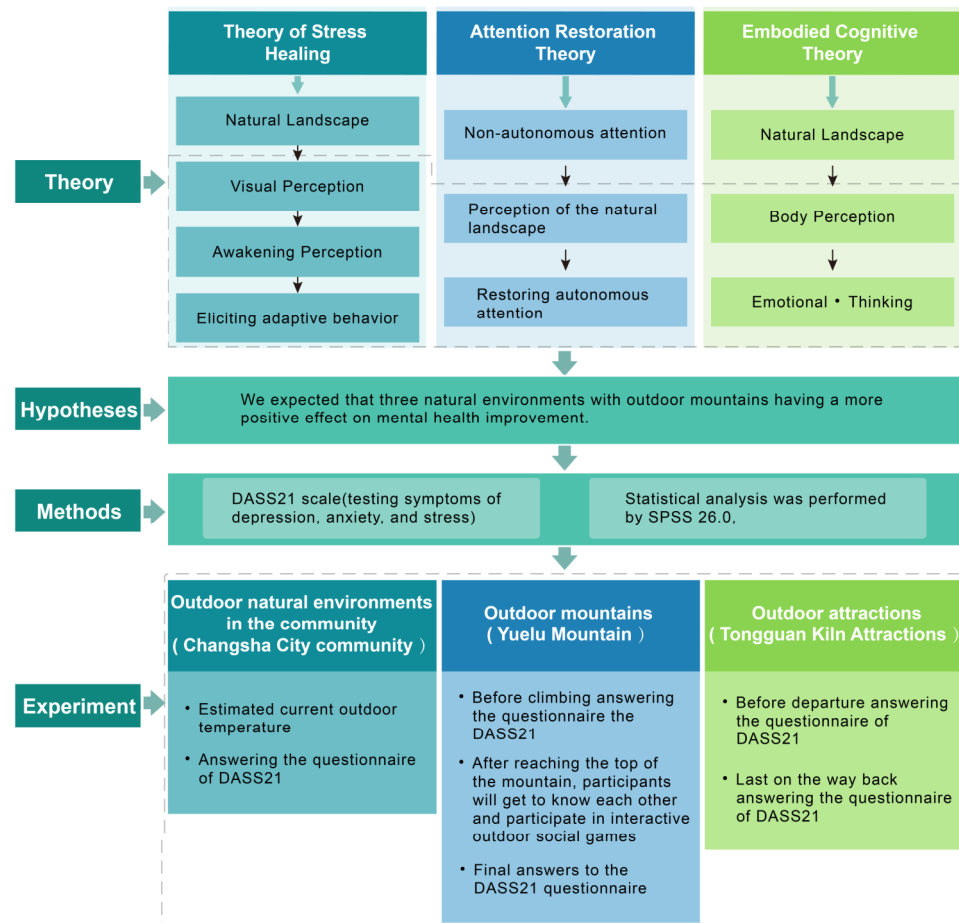 Theory of Stress
Healing
Attention Restoration
Theory
Embodied Cognitive
Theory
Theory
Natural Landscape
Visual Perception
Awakening Perception
Eliciting adaptive behavior
Non-autonomous attention
Perception of the natural
landscape
Restoring autonomous
attention
Natural Landscape
Body Perception
Emotional • Thinking
Hypotheses
We expected that three natural environments with outdoor mountains having a more
positive effect on mental health improvement.
Methods
DASS21 scale(testing symptoms of
depression, anxiety, and stress)
Statistical analysis was performed
by SPSS 26.0,
Experiment
Outdoor natural environments
in the community
( Changsha City community ）
• Estimated current outdoor
temperature
• Answering the questionnaire
of DASS21
Outdoor mountains
( Yuelu Mountain ）
• Before climbing answering
the questionnaire the
DASS21
• After reaching the top of
the mountain, participants
will get to know each other
and participate in interactive
outdoor social games
• Final answers to the
DASS21 questionnaire
Outdoor attractions
( Tongguan Kiln Attractions ）
• Before departure answering
the questionnaire of
DASS21
• Last on the way back
answering the questionnaire
of DASS21